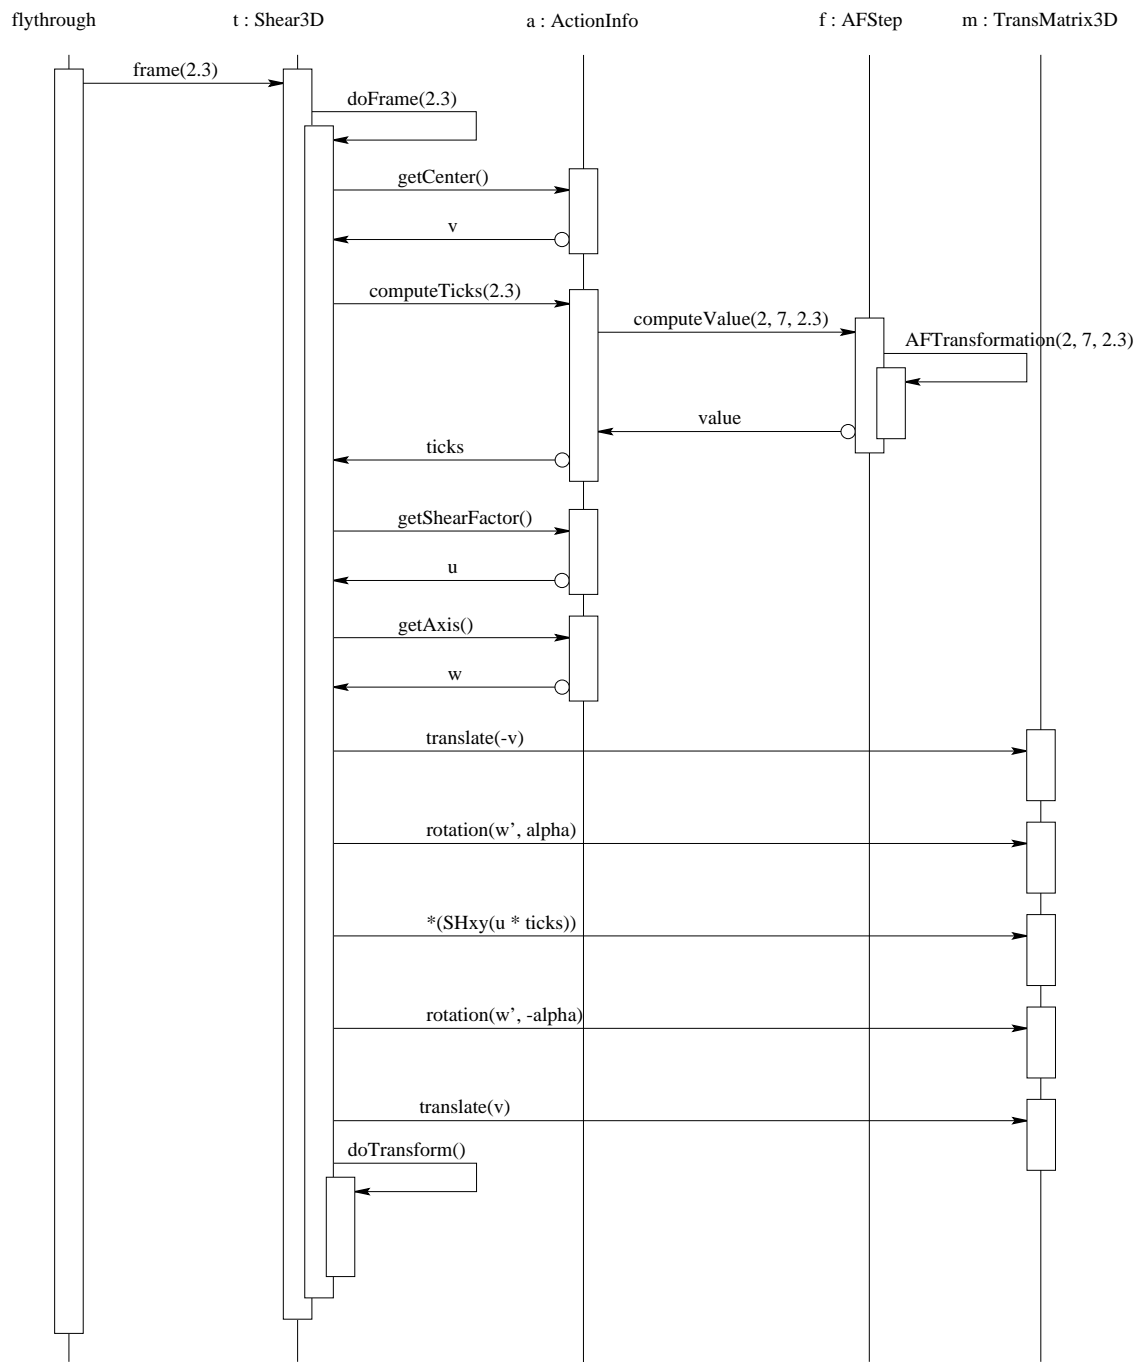 flythrough
t : Shear3D
a : ActionInfo
f : AFStep
m : TransMatrix3D
frame(2.3)
doFrame(2.3)
getCenter()
v
computeTicks(2.3)
computeValue(2, 7, 2.3)
AFTransformation(2, 7, 2.3)
value
ticks
getShearFactor()
u
getAxis()
w
translate(-v)
rotation(w', alpha)
*(SHxy(u * ticks))
rotation(w', -alpha)
translate(v)
doTransform()